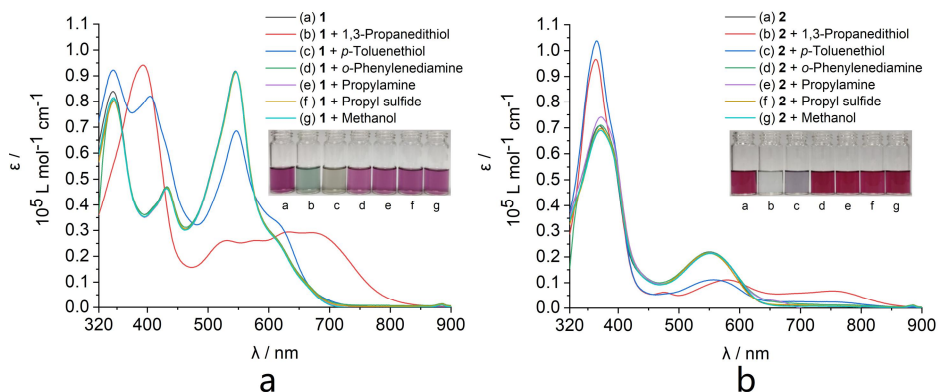 (a) 1
(b) 1 + 1,3-Propanedithiol
(c) 1 + p-Toluenethiol
(d) 1 + o-Phenylenediamine
(e) 1 + Propylamine
(f ) 1 + Propyl sulfide
(g) 1 + Methanol
a b c d e f g
1.1
1.0
0.9
0.8
0.7
0.6
0.5
0.4
0.3
0.2
0.1
0.0
ε / 10⁵ L mol⁻¹ cm⁻¹
320 400 500 600 700 800 900
λ / nm
a
(a) 2
(b) 2 + 1,3-Propanedithiol
(c) 2 + p-Toluenethiol
(d) 2 + o-Phenylenediamine
(e) 2 + Propylamine
(f ) 2 + Propyl sulfide
(g) 2 + Methanol
a b c d e f g
1.1
1.0
0.9
0.8
0.7
0.6
0.5
0.4
0.3
0.2
0.1
0.0
ε / 10⁵ L mol⁻¹ cm⁻¹
320 400 500 600 700 800 900
λ / nm
b